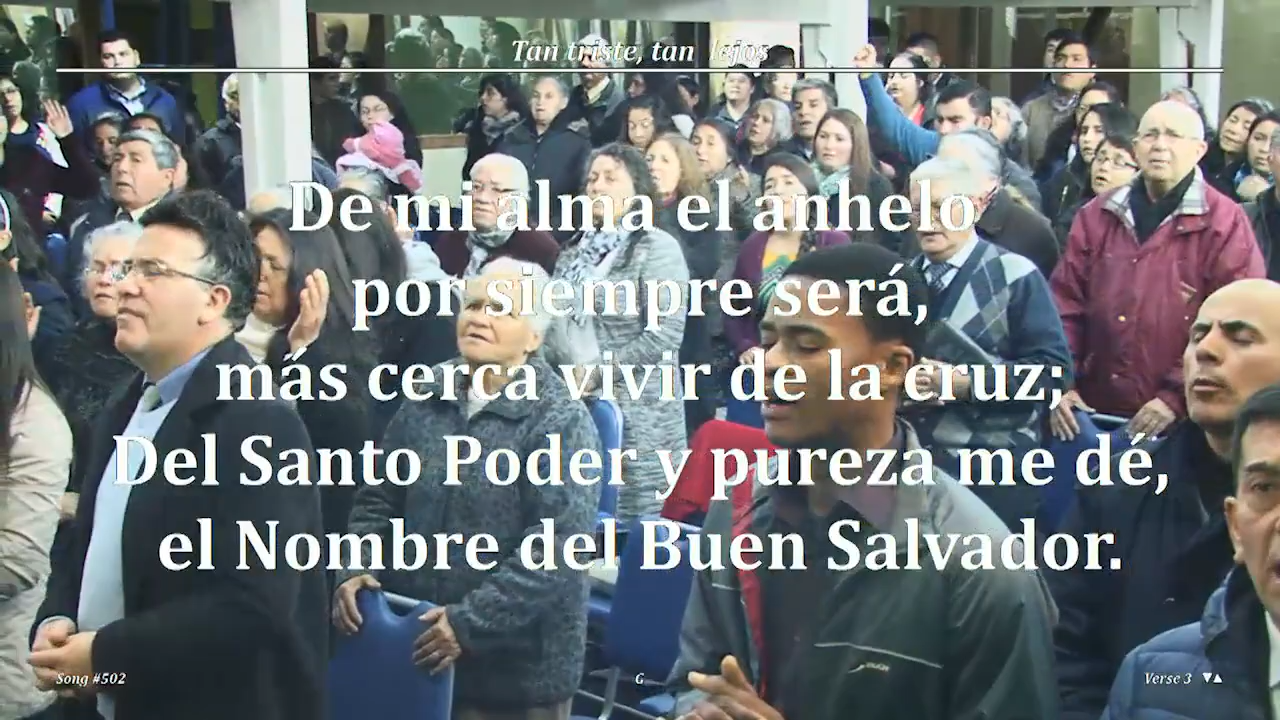 Tan triste, tan lejos
De mi alma el anhelo
por siempre será,
más cerca vivir de la cruz;
Del Santo Poder y pureza me dé,
el Nombre del Buen Salvador.
Song #502
G
Verse 3 ▼▲